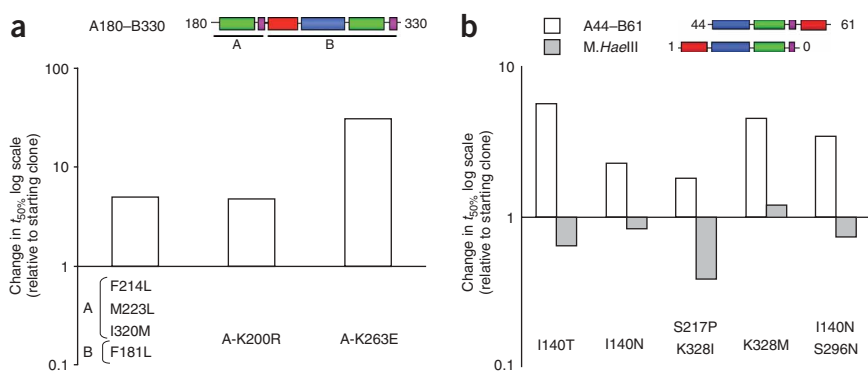 a
A180–B330
180
330
A
B
Change in t50% log scale
(relative to starting clone)
100
10
1
0.1
A
F214L
M223L
I320M
B
F181L
A-K200R
A-K263E
b
A44–B61
M.HaeIII
44
61
1
0
Change in t50% log scale
(relative to starting clone)
10
1
0.1
I140T
I140N
S217P
K328I
K328M
I140N
S296N